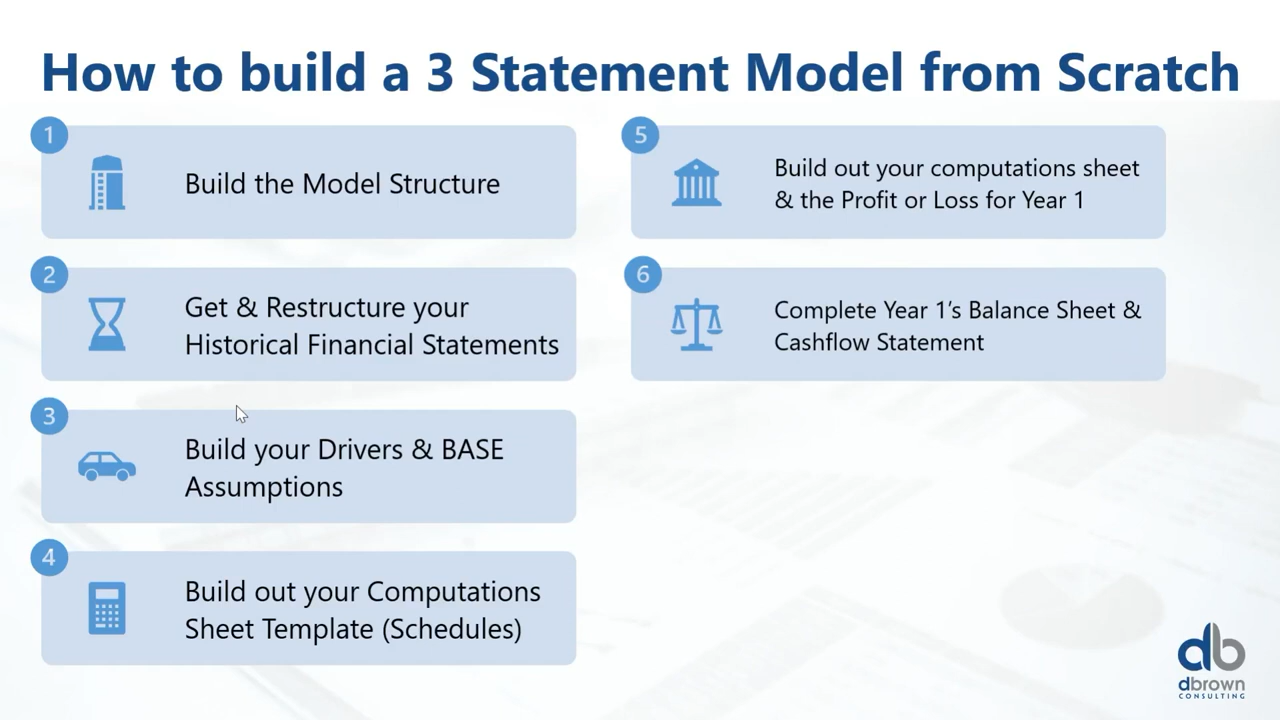 How to build a 3 Statement Model from Scratch
1
Build the Model Structure
2
Get & Restructure your
Historical Financial Statements
3
Build your Drivers & BASE
Assumptions
4
Build out your Computations
Sheet Template (Schedules)
5
Build out your computations sheet
& the Profit or Loss for Year 1
6
Complete Year 1’s Balance Sheet &
Cashflow Statement
db
dbrown
CONSULTING